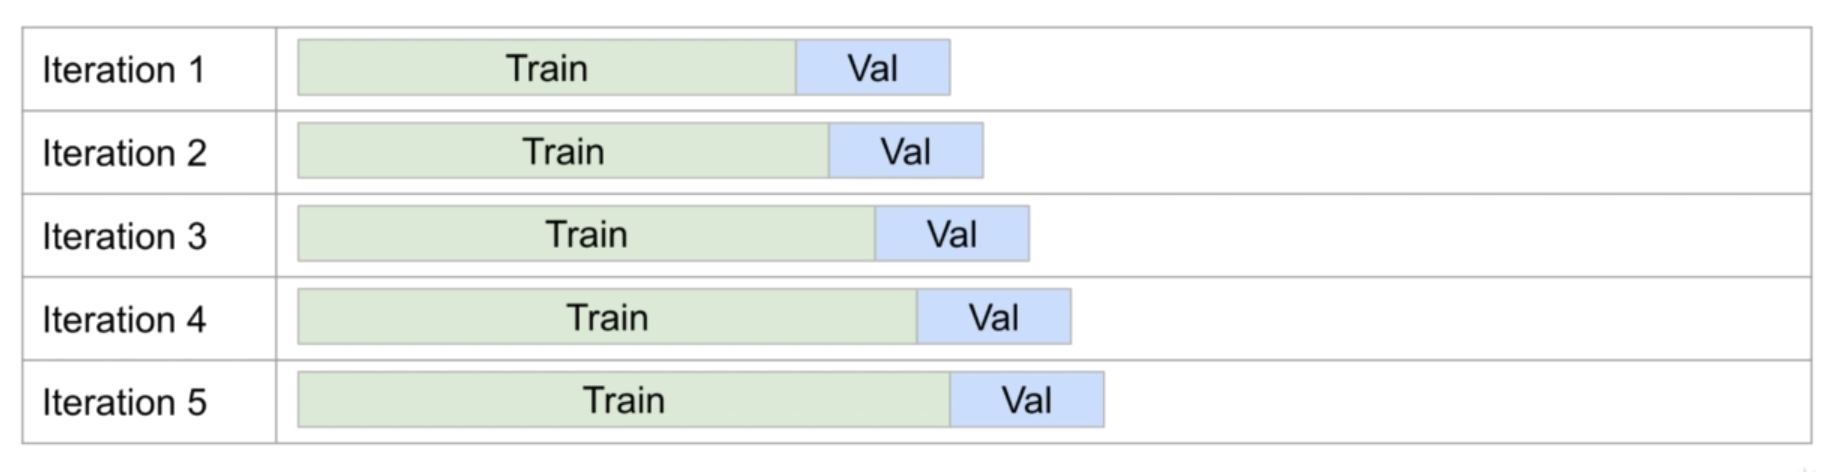 Iteration 1 Train Val
Iteration 2 Train Val
Iteration 3 Train Val
Iteration 4 Train Val
Iteration 5 Train Val